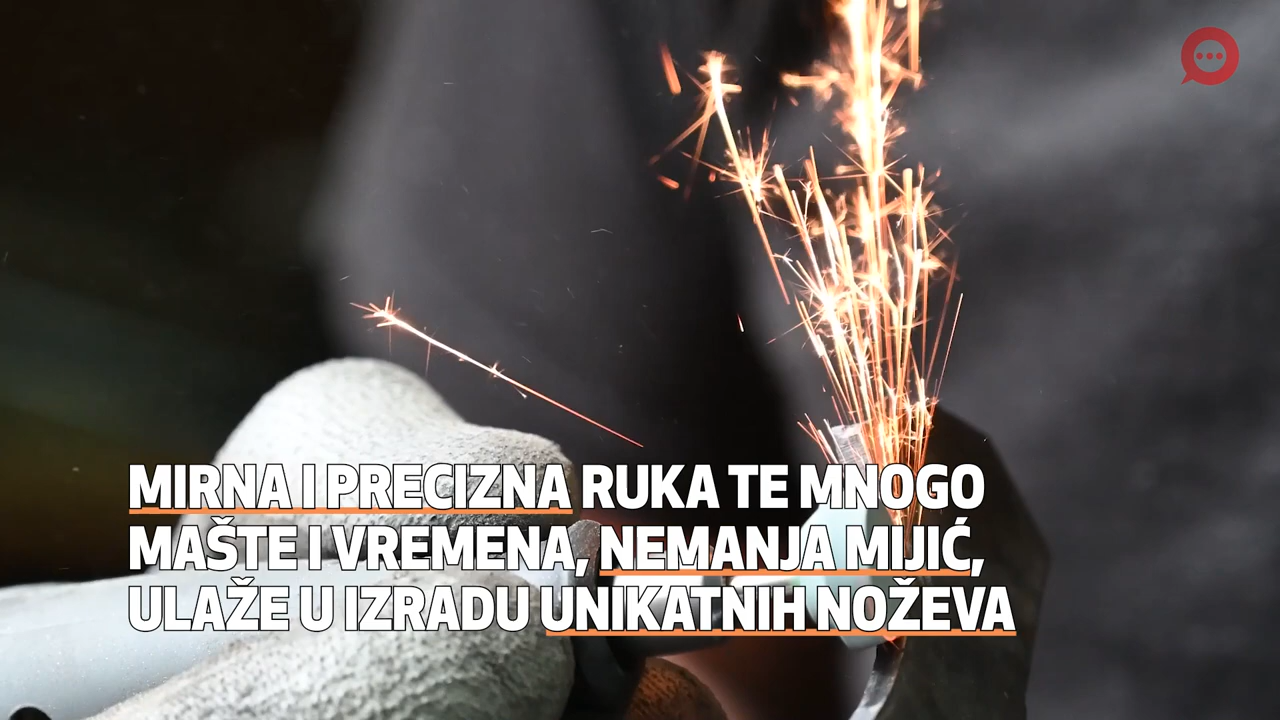 MIRNA I PRECIZNA RUKA TE MNOGO
MAŠTE I VREMENA, NEMANJA MIJIĆ,
ULAŽE U IZRADU UNIKATNIH NOŽEVA